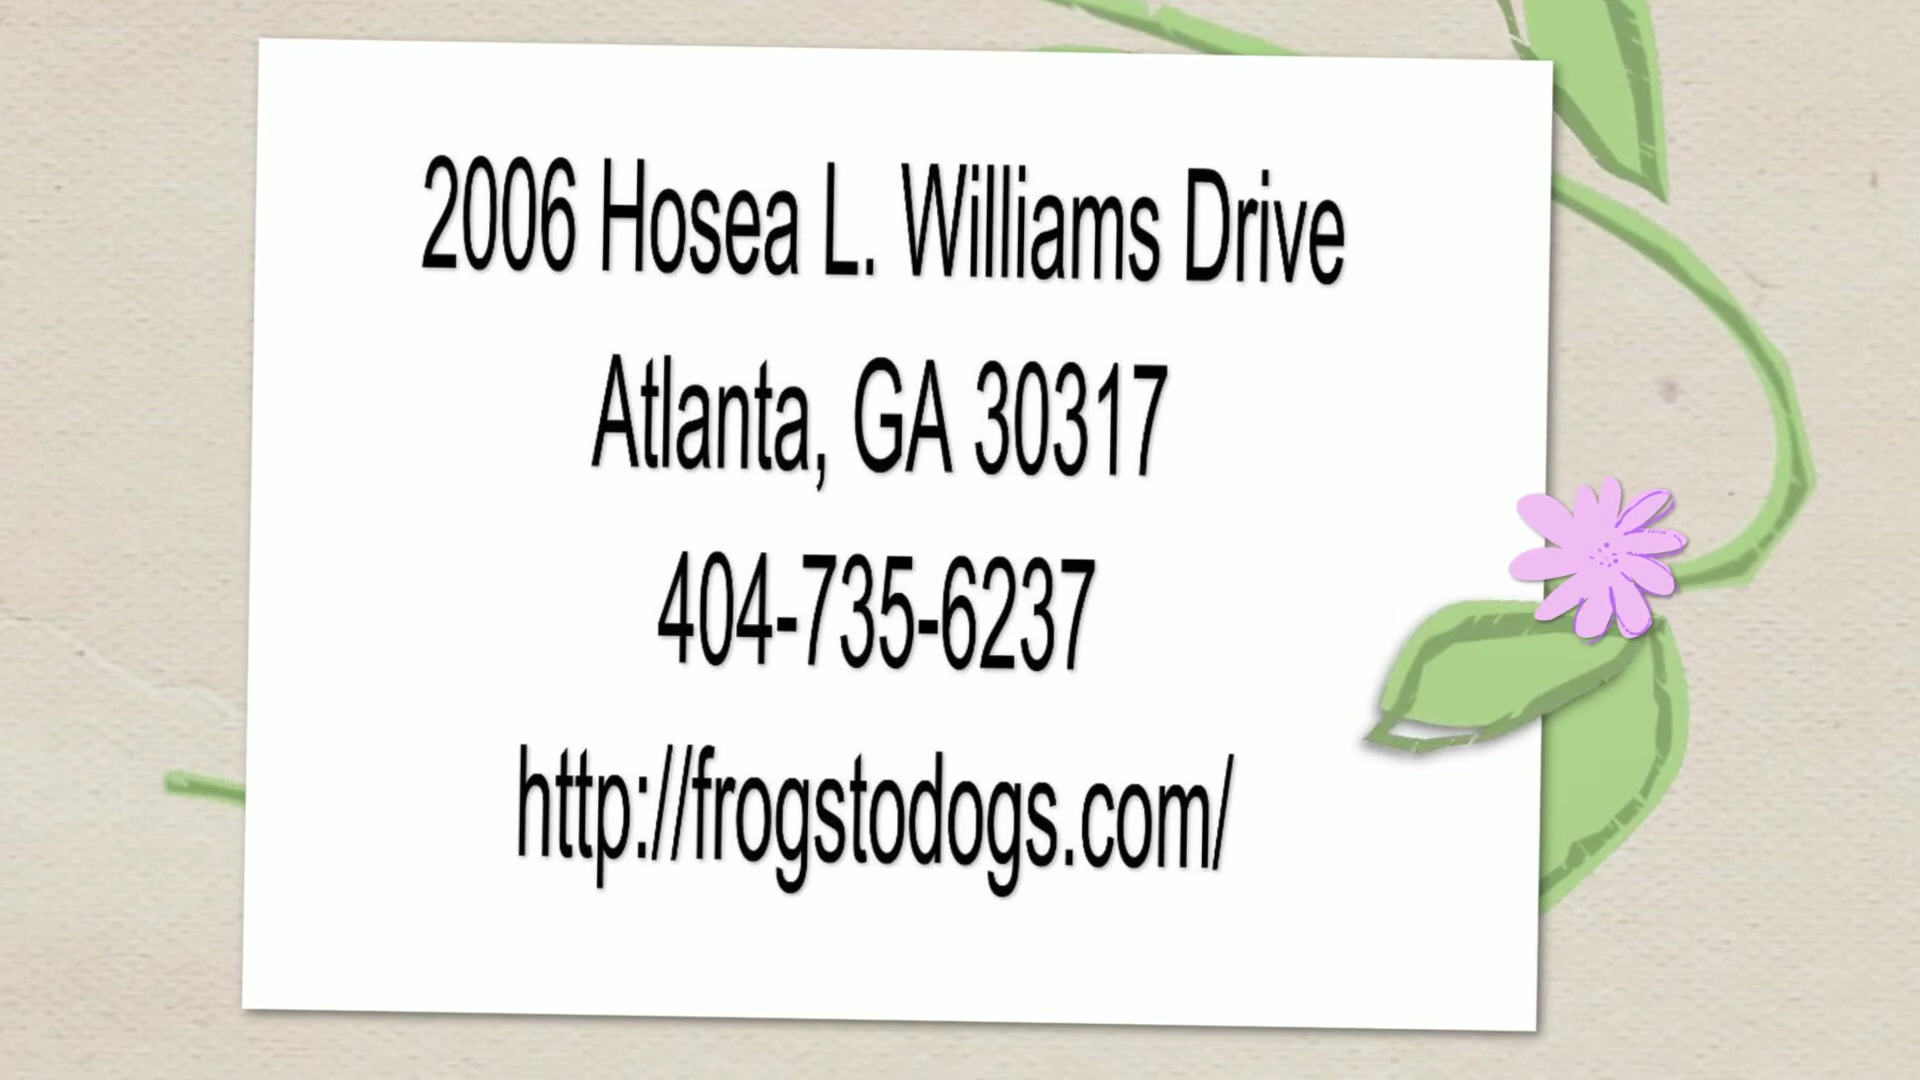 2006 Hosea L. Williams Drive
Atlanta, GA 30317
404-735-6237
http://frogstodogs.com/